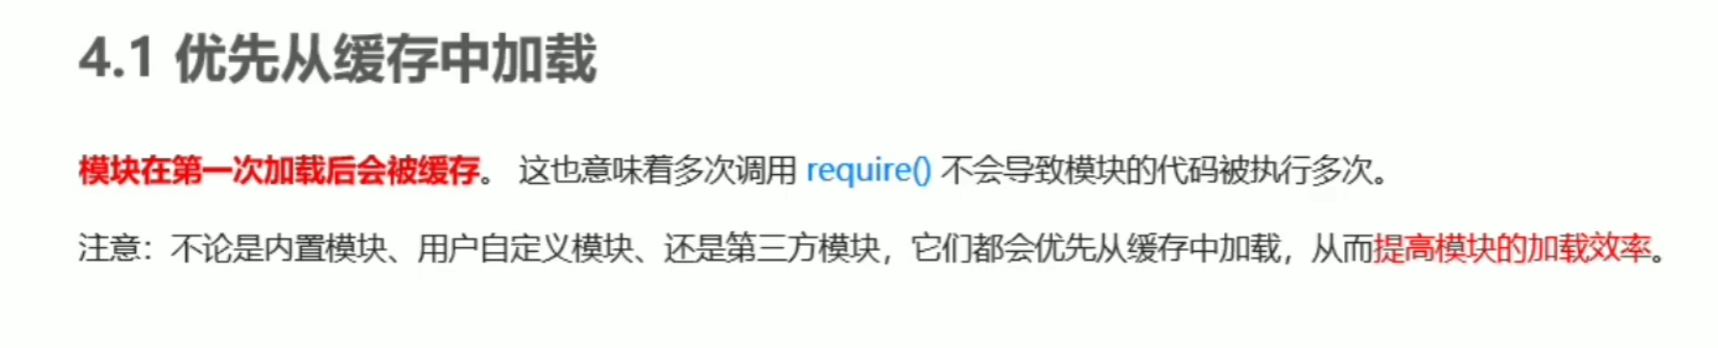 4.1 优先从缓存中加载
模块在第一次加载后会被缓存。 这也意味着多次调用 require() 不会导致模块的代码被执行多次。
注意：不论是内置模块、用户自定义模块、还是第三方模块，它们都会优先从缓存中加载，从而提高模块的加载效率。